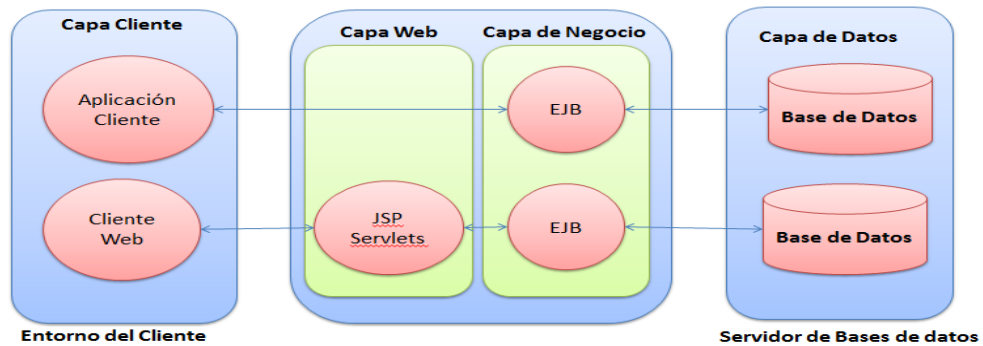 Capa Cliente
Aplicación
Cliente
Cliente
Web
Entorno del Cliente
Capa Web
JSP
Servlets
Capa de Negocio
EJB
EJB
Capa de Datos
Base de Datos
Base de Datos
Servidor de Bases de datos